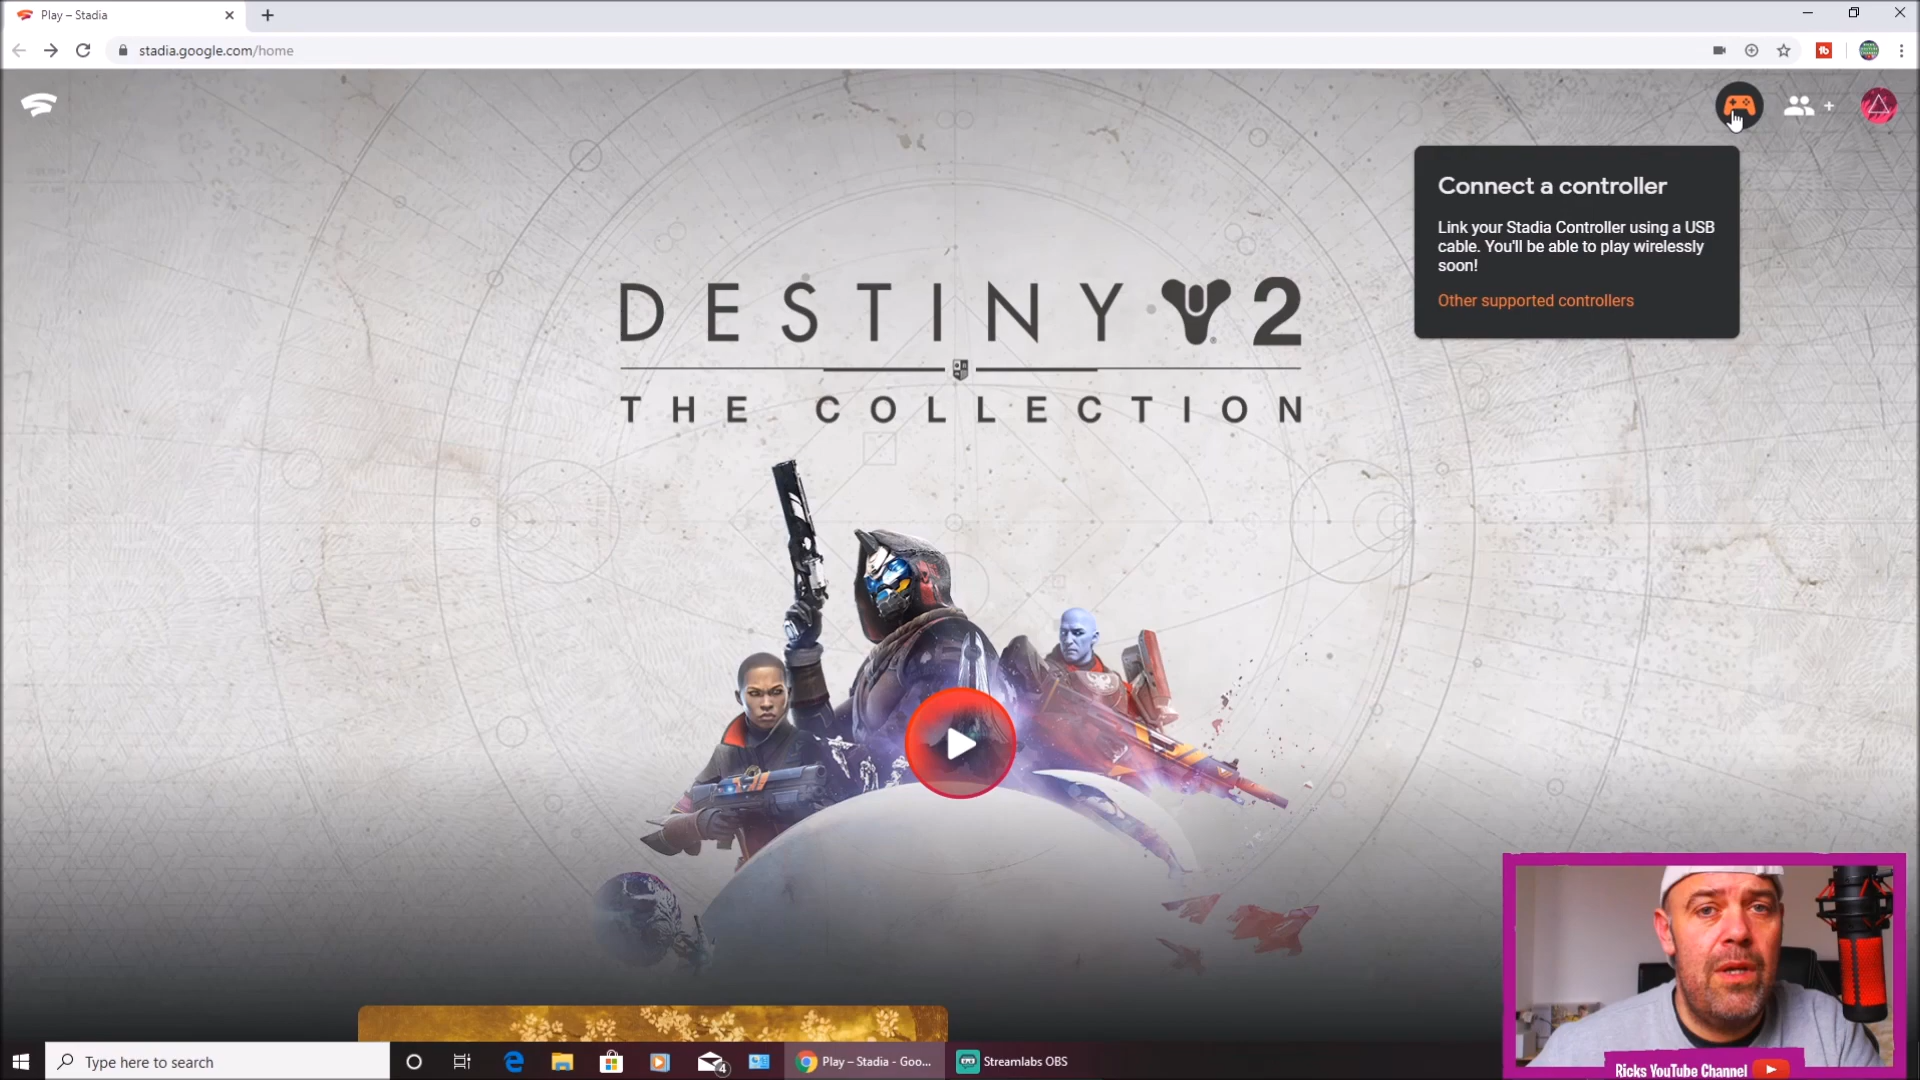 Play – Stadia
stadia.google.com/home
Connect a controller
Link your Stadia Controller using a USB
cable. You'll be able to play wirelessly
soon!
Other supported controllers
DESTINY 2
THE COLLECTION
Type here to search
4
Play – Stadia - Goo...
Streamlabs OBS
Ricks YouTube Channel